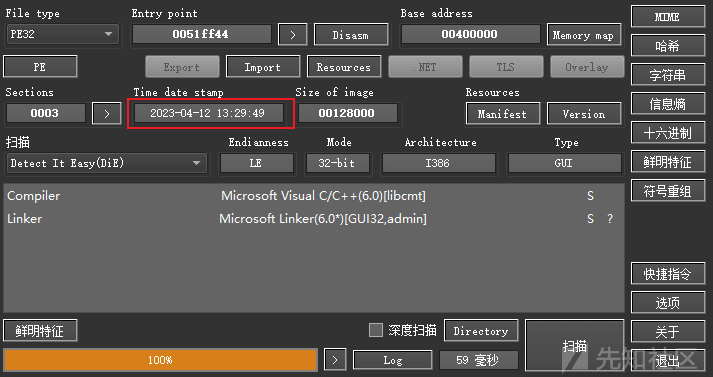 File type
Entry point
Base address
MIME
PE32
0051ff44
>
Disasm
00400000
Memory map
哈希
PE
Export
Import
Resources
.NET
TLS
Overlay
字符串
Sections
Time date stamp
Size of image
Resources
信息熵
0003
>
2023-04-12 13:29:49
00128000
Manifest
Version
十六进制
扫描
Endianness
Mode
Architecture
Type
Detect It Easy(DiE)
LE
32-bit
I386
GUI
鲜明特征
Compiler
Microsoft Visual C/C++(6.0)[libcmt]
S
符号重组
Linker
Microsoft Linker(6.0*)[GUI32,admin]
S ?
快捷指令
选项
鲜明特征
深度扫描
Directory
扫描
关于
100%
>
Log
59 毫秒
先知社区
退出